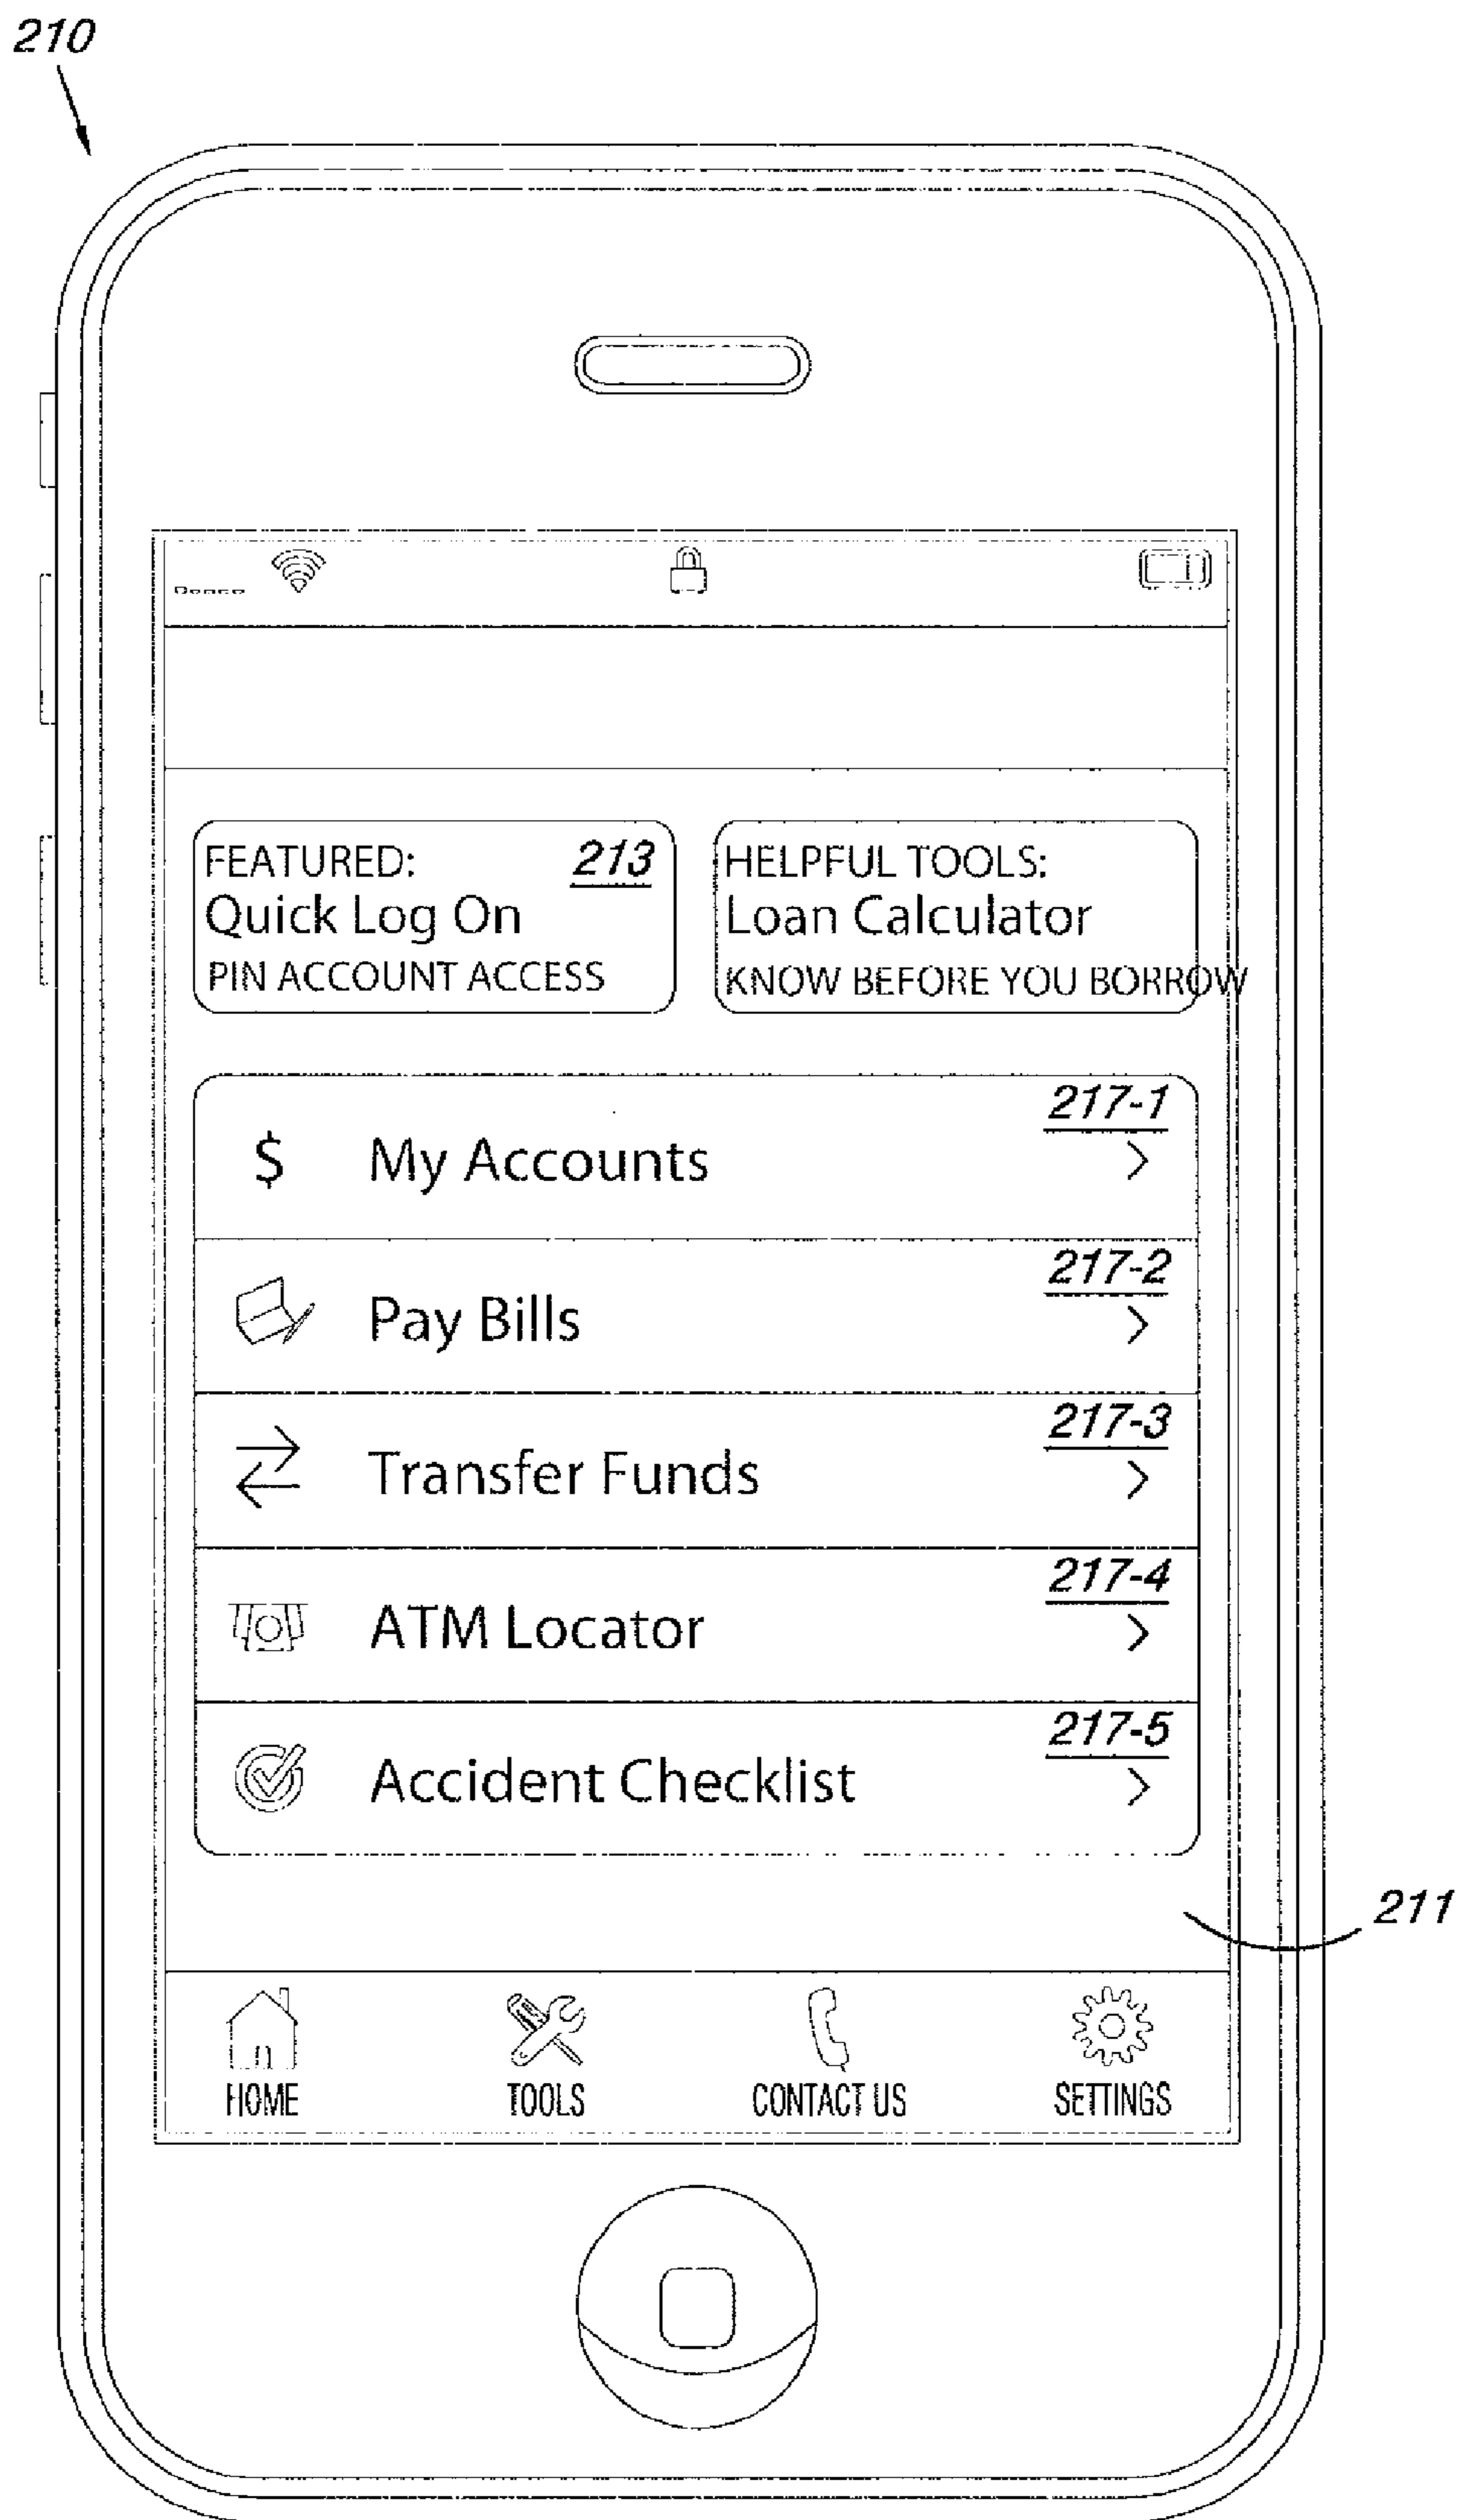 210
FEATURED: 213
Quick Log On
PIN ACCOUNT ACCESS
HELPFUL TOOLS:
Loan Calculator
KNOW BEFORE YOU BORROW
217-1
$ My Accounts >
217-2
Pay Bills >
217-3
Transfer Funds >
217-4
ATM Locator >
217-5
Accident Checklist >
211
HOME TOOLS CONTACT US SETTINGS